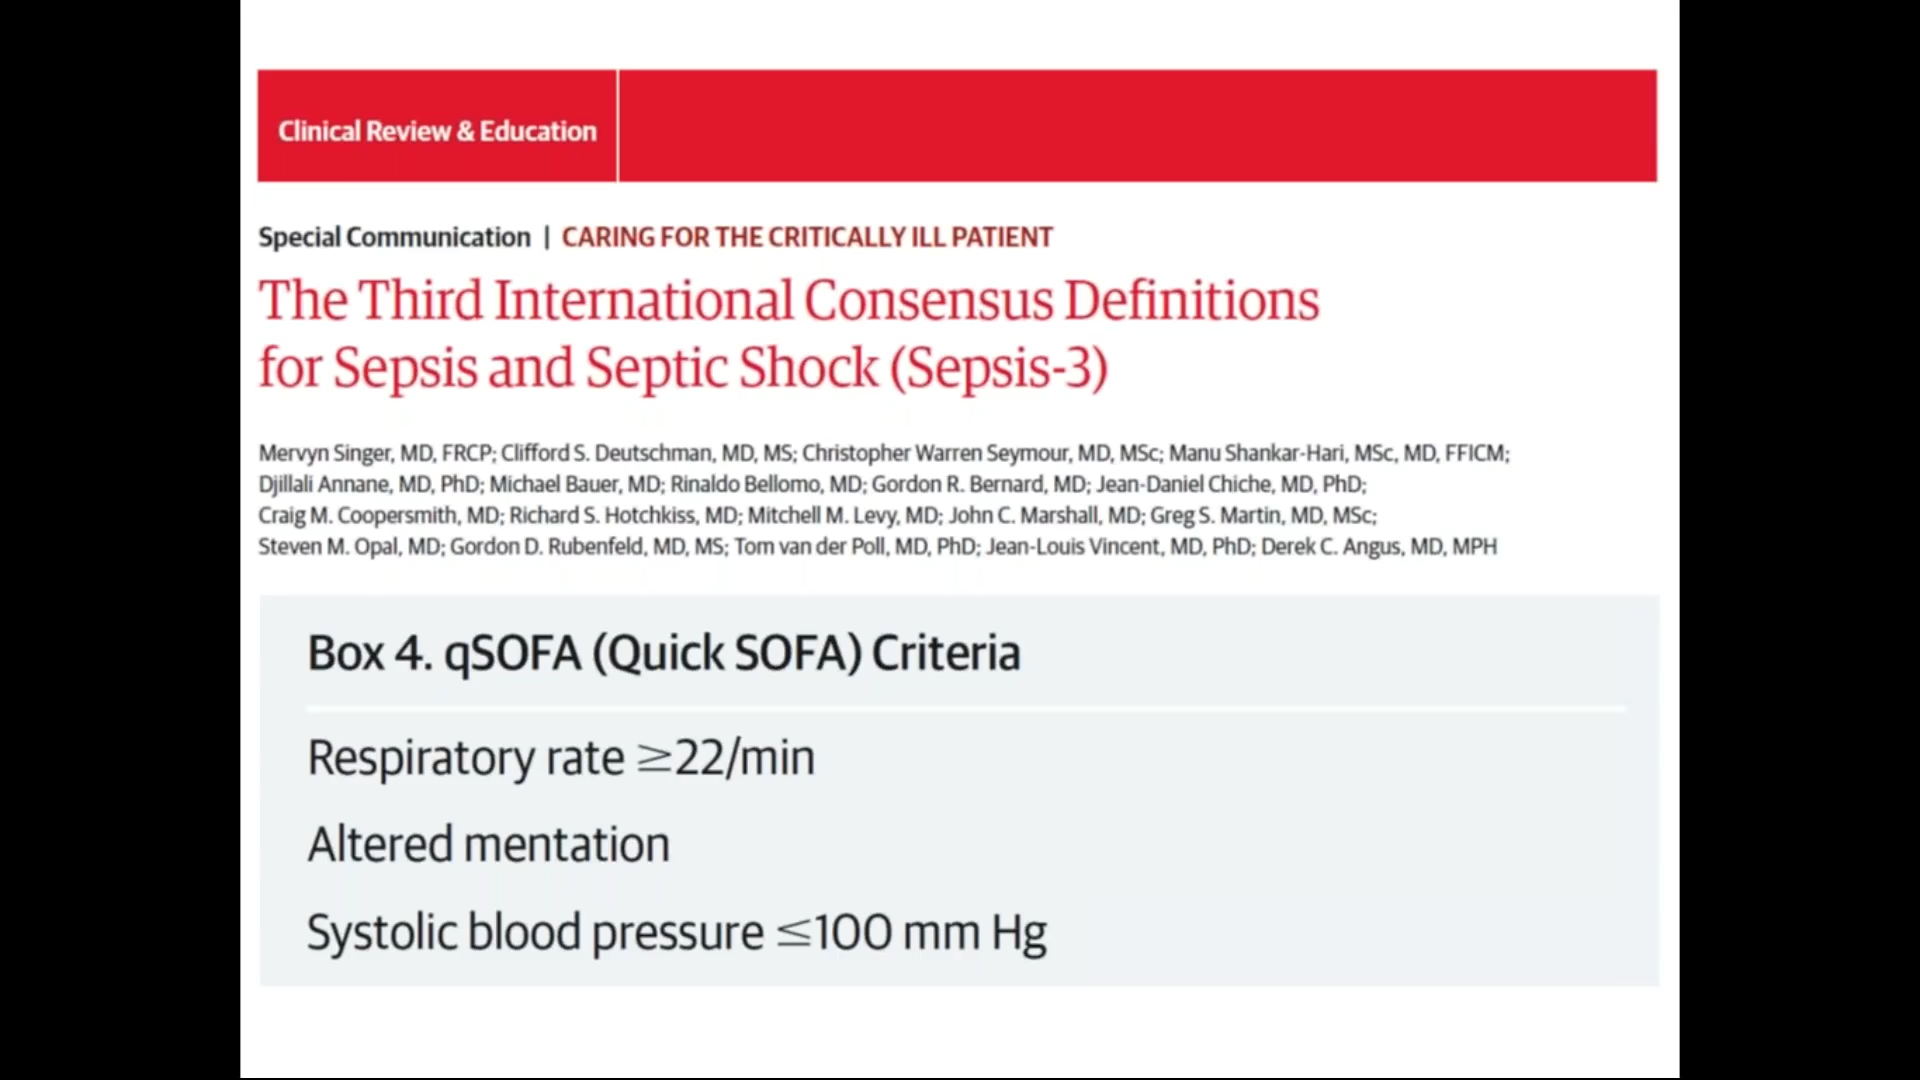 Clinical Review & Education
Special Communication | CARING FOR THE CRITICALLY ILL PATIENT
The Third International Consensus Definitions
for Sepsis and Septic Shock (Sepsis-3)
Mervyn Singer, MD, FRCP; Clifford S. Deutschman, MD, MS; Christopher Warren Seymour, MD, MSc; Manu Shankar-Hari, MSc, MD, FFICM;
Djillali Annane, MD, PhD; Michael Bauer, MD; Rinaldo Bellomo, MD; Gordon R. Bernard, MD; Jean-Daniel Chiche, MD, PhD;
Craig M. Coopersmith, MD; Richard S. Hotchkiss, MD; Mitchell M. Levy, MD; John C. Marshall, MD; Greg S. Martin, MD, MSc;
Steven M. Opal, MD; Gordon D. Rubenfeld, MD, MS; Tom van der Poll, MD, PhD; Jean-Louis Vincent, MD, PhD; Derek C. Angus, MD, MPH
Box 4. qSOFA (Quick SOFA) Criteria
Respiratory rate ≥22/min
Altered mentation
Systolic blood pressure ≤100 mm Hg